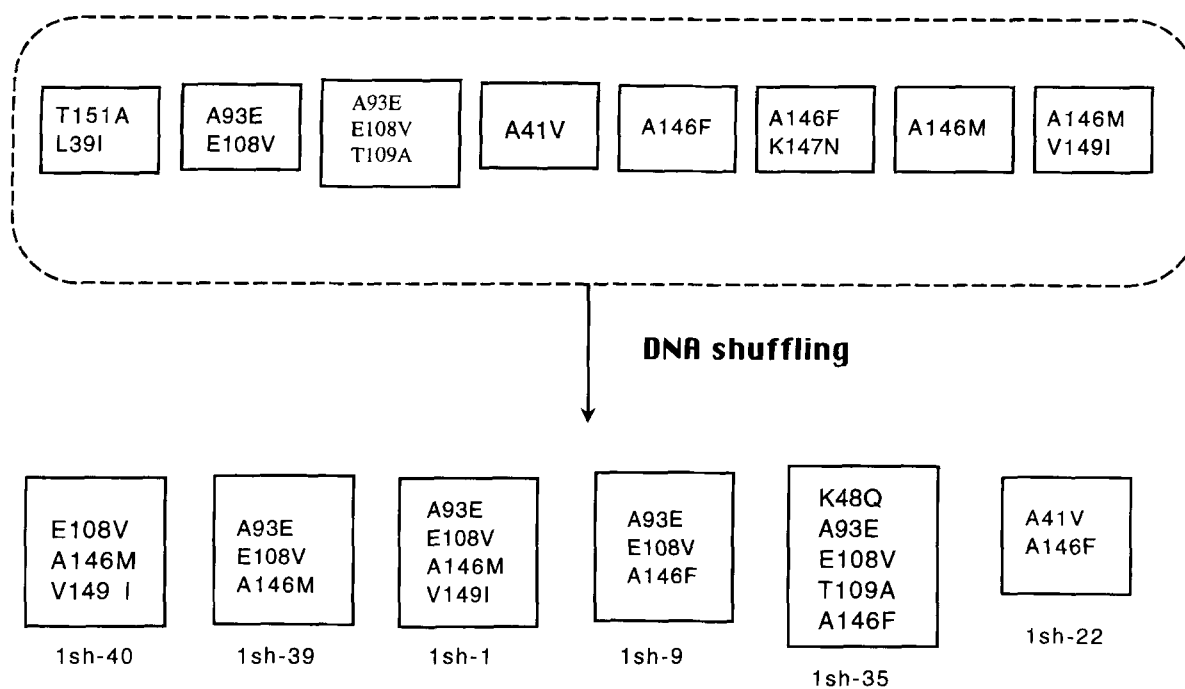 T151A
L39I
A93E
E108V
A93E
E108V
T109A
A41V
A146F
A146F
K147N
A146M
A146M
V149I
DNA shuffling
E108V
A146M
V149 I
1sh-40
A93E
E108V
A146M
1sh-39
A93E
E108V
A146M
V149I
1sh-1
A93E
E108V
A146F
1sh-9
K48Q
A93E
E108V
T109A
A146F
1sh-35
A41V
A146F
1sh-22